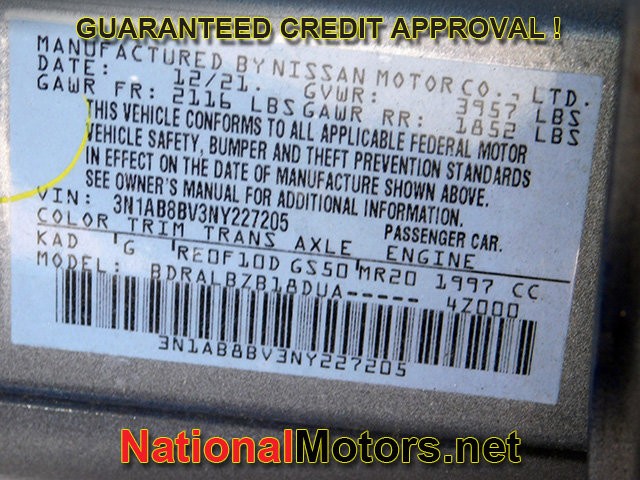 GUARANTEED CREDIT APPROVAL !
MANUFACTURED BY NISSAN MOTOR CO., LTD.
DATE: 12/21. GVWR: 3957 LBS
GAWR FR: 2116 LBS GAWR RR: 1852 LBS
THIS VEHICLE CONFORMS TO ALL APPLICABLE FEDERAL MOTOR
VEHICLE SAFETY, BUMPER AND THEFT PREVENTION STANDARDS
IN EFFECT ON THE DATE OF MANUFACTURE SHOWN ABOVE.
SEE OWNER'S MANUAL FOR ADDITIONAL INFORMATION.
VIN: 3N1AB8BV3NY227205 PASSENGER CAR.
COLOR TRIM TRANS AXLE ENGINE
KAD G RE0F10D GS50 MR20 1997 CC
MODEL: BDRALBZB18DUA----- 4Z000
3N1AB8BV3NY227205
NationalMotors.net